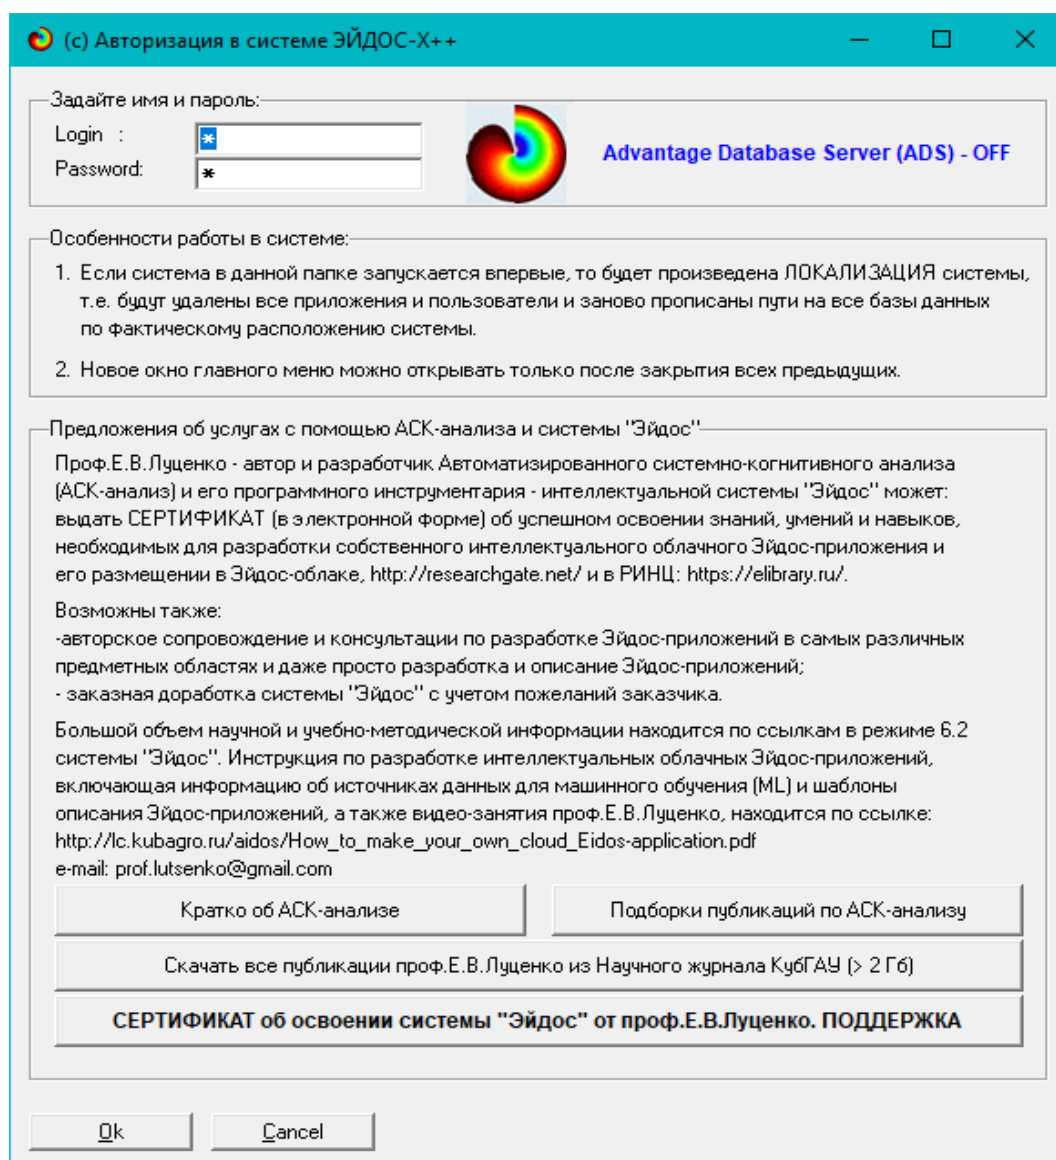 (c) Авторизация в системе ЭЙДОС-X++
Задайте имя и пароль:
Login : *
Password: *
Advantage Database Server (ADS) - OFF
Особенности работы в системе:
1. Если система в данной папке запускается впервые, то будет произведена ЛОКАЛИЗАЦИЯ системы,
т.е. будут удалены все приложения и пользователи и заново прописаны пути на все базы данных
по фактическому расположению системы.
2. Новое окно главного меню можно открывать только после закрытия всех предыдущих.
Предложения об услугах с помощью АСК-анализа и системы "Эйдос"
Проф.Е.В.Луценко - автор и разработчик Автоматизированного системно-когнитивного анализа
(АСК-анализ) и его программного инструментария - интеллектуальной системы "Эйдос" может:
выдать СЕРТИФИКАТ (в электронной форме) об успешном освоении знаний, умений и навыков,
необходимых для разработки собственного интеллектуального облачного Эйдос-приложения и
его размещении в Эйдос-облаке, http://researchgate.net/ и в РИНЦ: https://elibrary.ru/.
Возможны также:
-авторское сопровождение и консультации по разработке Эйдос-приложений в самых различных
предметных областях и даже просто разработка и описание Эйдос-приложений;
- заказная доработка системы "Эйдос" с учетом пожеланий заказчика.
Большой объем научной и учебно-методической информации находится по ссылкам в режиме 6.2
системы "Эйдос". Инструкция по разработке интеллектуальных облачных Эйдос-приложений,
включающая информацию об источниках данных для машинного обучения (ML) и шаблоны
описания Эйдос-приложений, а также видео-занятия проф.Е.В.Луценко, находится по ссылке:
http://lc.kubagro.ru/aidos/How_to_make_your_own_cloud_Eidos-application.pdf
e-mail: prof.lutsenko@gmail.com
Кратко об АСК-анализе
Подборки публикаций по АСК-анализу
Скачать все публикации проф.Е.В.Луценко из Научного журнала КубГАУ (> 2 Гб)
СЕРТИФИКАТ об освоении системы "Эйдос" от проф.Е.В.Луценко. ПОДДЕРЖКА
Ok
Cancel